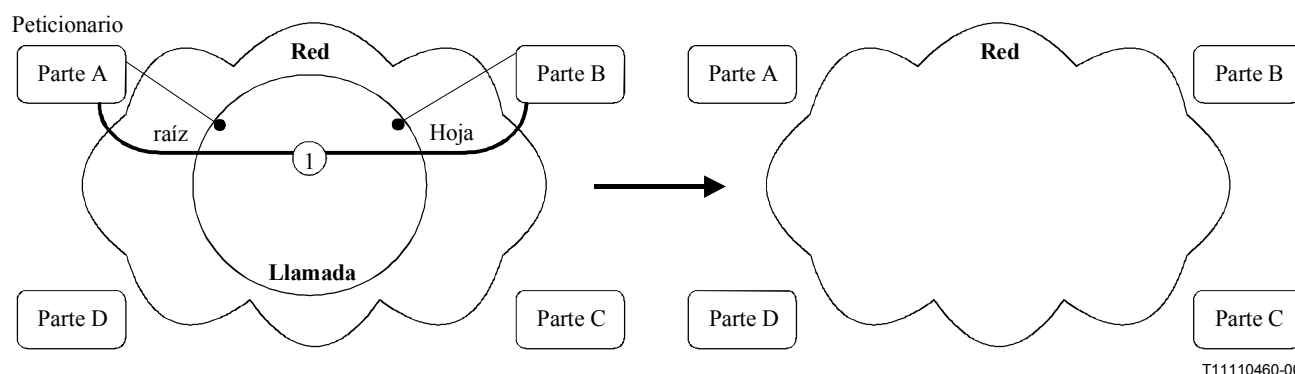 Peticionario
Parte A
Red
Parte B
raíz
Hoja
1
Llamada
Parte D
Parte C
Parte A
Red
Parte B
Parte D
Parte C